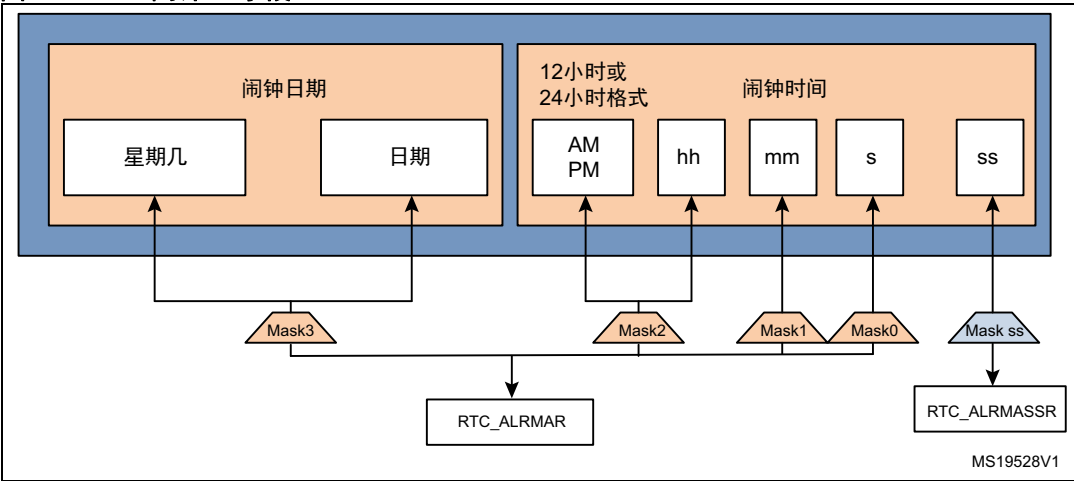 闹钟日期
12小时或
24小时格式
闹钟时间
星期几
日期
AM
PM
hh
mm
s
ss
Mask3
Mask2
Mask1
Mask0
Mask ss
RTC_ALRMAR
RTC_ALRMASSR
MS19528V1